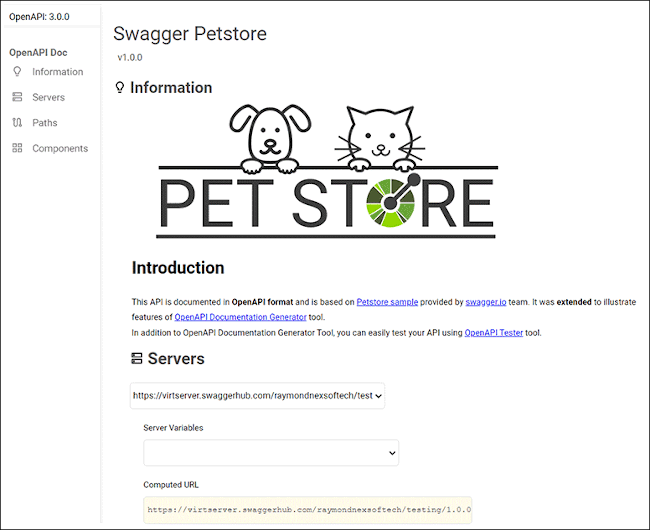 OpenAPI: 3.0.0
OpenAPI Doc
Information
Servers
Paths
Components
Swagger Petstore
v1.0.0
Information
PET STORE
Introduction
This API is documented in OpenAPI format and is based on Petstore sample provided by swagger.io team. It was extended to illustrate
features of OpenAPI Documentation Generator tool.
In addition to OpenAPI Documentation Generator Tool, you can easily test your API using OpenAPI Tester tool.
Servers
https://virtserver.swaggerhub.com/raymondnexsoftech/test
Server Variables
Computed URL
https://virtserver.swaggerhub.com/raymondnexsoftech/testing/1.0.0